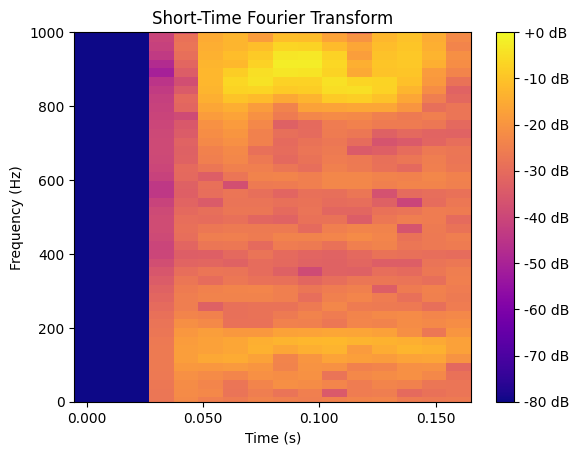 Short-Time Fourier Transform
Frequency (Hz)
1000
800
600
400
200
0
0.000
0.050
0.100
0.150
Time (s)
+0 dB
-10 dB
-20 dB
-30 dB
-40 dB
-50 dB
-60 dB
-70 dB
-80 dB